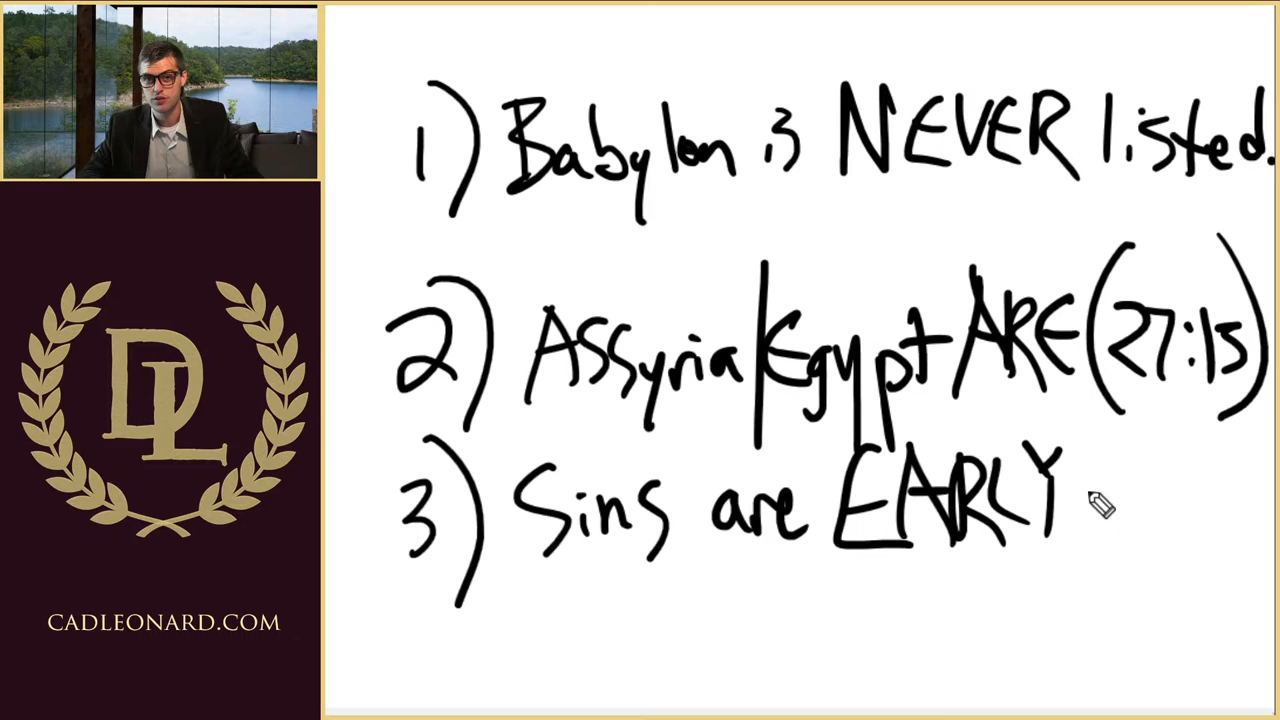 1) Babylon is NEVER listed.
2) Assyria/Egypt ARE (27:13)
3) Sins are EARLY
DL
CADLEONARD.COM